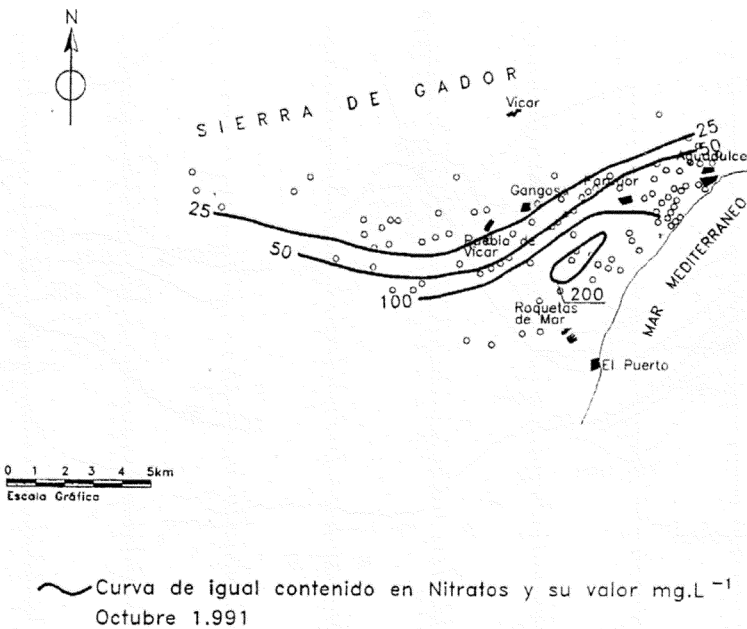 N
SIERRA DE GADOR
Vicar
25
50
Aguadulce
Parador
Gangosa
25
Puebla de
Vicar
50
100
200
MAR MEDITERRANEO
Roquetas
de Mar
El Puerto
0 1 2 3 4 5km
Escala Gráfica
Curva de igual contenido en Nitratos y su valor mg.L⁻¹
Octubre 1.991